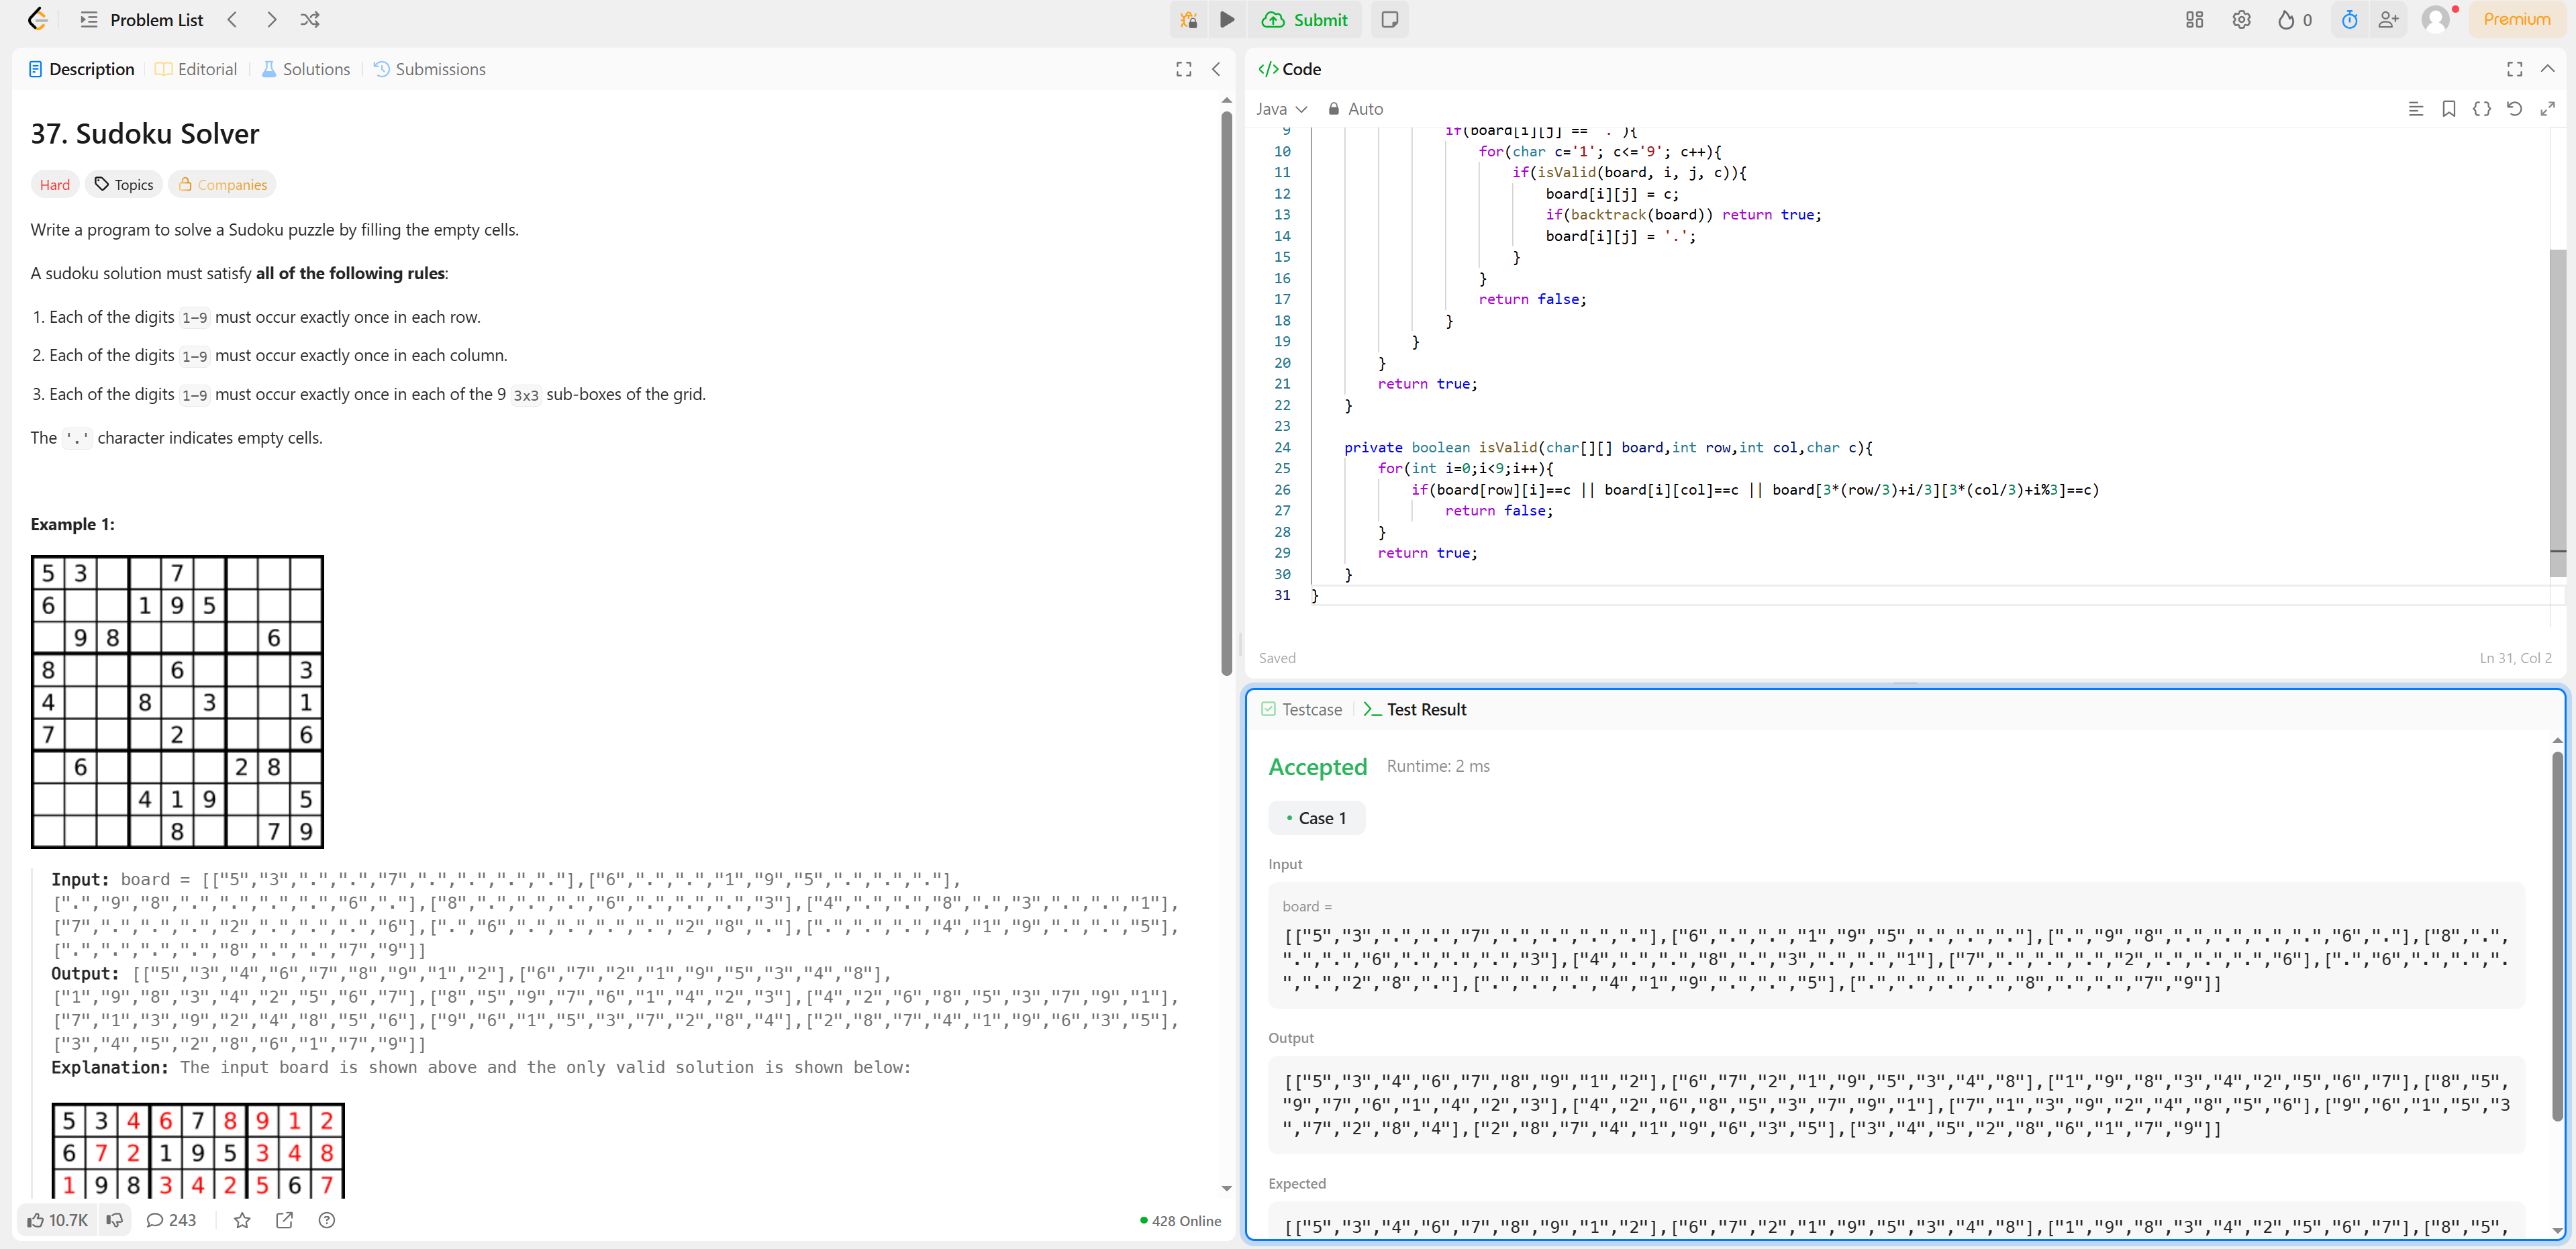 Problem List
Submit
0
Premium
Description
Editorial
Solutions
Submissions
37. Sudoku Solver
Hard
Topics
Companies
Write a program to solve a Sudoku puzzle by filling the empty cells.
A sudoku solution must satisfy all of the following rules:
1. Each of the digits 1-9 must occur exactly once in each row.
2. Each of the digits 1-9 must occur exactly once in each column.
3. Each of the digits 1-9 must occur exactly once in each of the 9 3x3 sub-boxes of the grid.
The '.' character indicates empty cells.
Example 1:
5 3 7
6 1 9 5
9 8 6
8 6 3
4 8 3 1
7 2 6
6 2 8
4 1 9 5
8 7 9
Input: board = [["5","3",".",".","7",".",".",".","."],["6",".",".","1","9","5",".",".","."],
[".","9","8",".",".",".",".","6","."],["8",".",".",".","6",".",".",".","3"],["4",".",".","8",".","3",".",".","1"],
["7",".",".",".","2",".",".",".","6"],[".","6",".",".",".",".","2","8","."],[".",".",".","4","1","9",".",".","5"],
[".",".",".",".","8",".",".","7","9"]]
Output: [["5","3","4","6","7","8","9","1","2"],["6","7","2","1","9","5","3","4","8"],
["1","9","8","3","4","2","5","6","7"],["8","5","9","7","6","1","4","2","3"],["4","2","6","8","5","3","7","9","1"],
["7","1","3","9","2","4","8","5","6"],["9","6","1","5","3","7","2","8","4"],["2","8","7","4","1","9","6","3","5"],
["3","4","5","2","8","6","1","7","9"]]
Explanation: The input board is shown above and the only valid solution is shown below:
5 3 4 6 7 8 9 1 2
6 7 2 1 9 5 3 4 8
1 9 8 3 4 2 5 6 7
10.7K
243
428 Online
</>Code
Java
Auto
9 if(board[i][j] == '.'){
10 for(char c='1'; c<='9'; c++){
11 if(isValid(board, i, j, c)){
12 board[i][j] = c;
13 if(backtrack(board)) return true;
14 board[i][j] = '.';
15 }
16 }
17 return false;
18 }
19 }
20 }
21 return true;
22 }
23
24 private boolean isValid(char[][] board,int row,int col,char c){
25 for(int i=0;i<9;i++){
26 if(board[row][i]==c || board[i][col]==c || board[3*(row/3)+i/3][3*(col/3)+i%3]==c)
27 return false;
28 }
29 return true;
30 }
31 }
Saved
Ln 31, Col 2
Testcase
>_ Test Result
Accepted
Runtime: 2 ms
• Case 1
Input
board =
[["5","3",".",".","7",".",".",".","."],["6",".",".","1","9","5",".",".","."],[".","9","8",".",".",".",".","6","."],["8",".",
".",".","6",".",".",".","3"],["4",".",".","8",".","3",".",".","1"],["7",".",".",".","2",".",".",".","6"],[".","6",".",".",".
",".","2","8","."],[".",".",".","4","1","9",".",".","5"],[".",".",".",".","8",".",".","7","9"]]
Output
[["5","3","4","6","7","8","9","1","2"],["6","7","2","1","9","5","3","4","8"],["1","9","8","3","4","2","5","6","7"],["8","5",
"9","7","6","1","4","2","3"],["4","2","6","8","5","3","7","9","1"],["7","1","3","9","2","4","8","5","6"],["9","6","1","5","3
","7","2","8","4"],["2","8","7","4","1","9","6","3","5"],["3","4","5","2","8","6","1","7","9"]]
Expected
[["5","3","4","6","7","8","9","1","2"],["6","7","2","1","9","5","3","4","8"],["1","9","8","3","4","2","5","6","7"],["8","5",